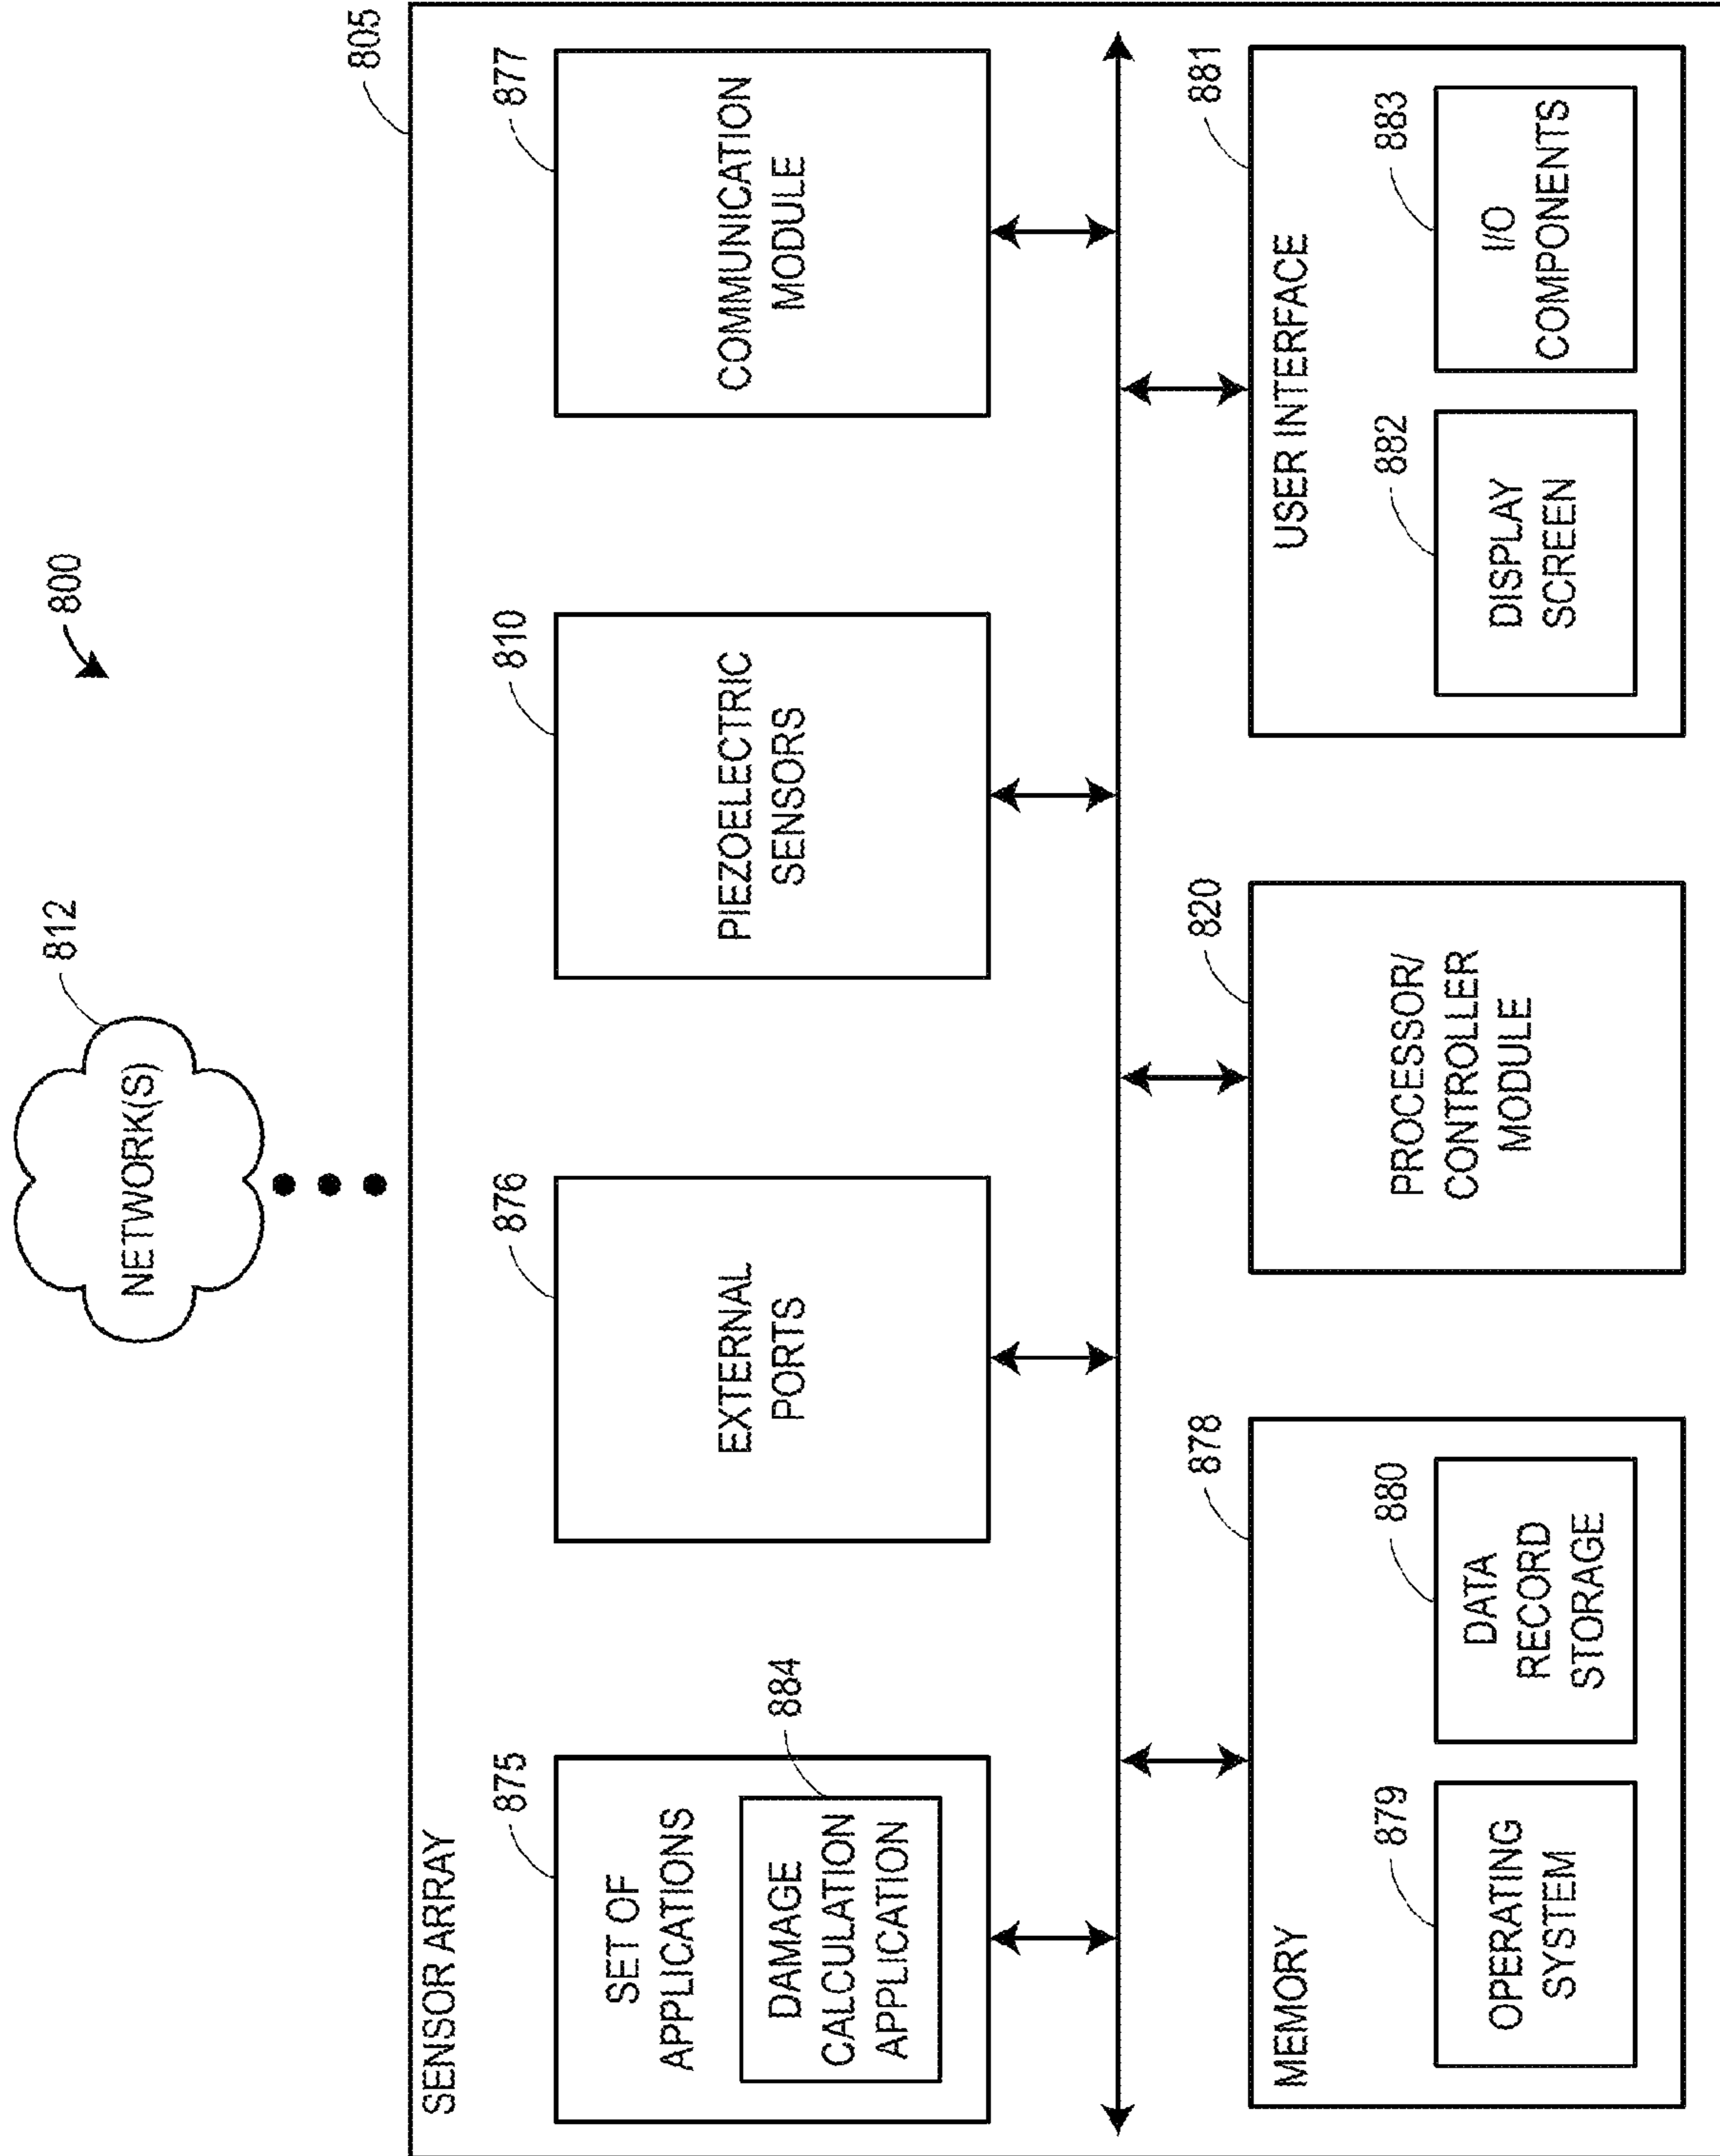 800
NETWORK(S)
812
805
SENSOR ARRAY
875
SET OF
APPLICATIONS
884
DAMAGE
CALCULATION
APPLICATION
876
EXTERNAL
PORTS
810
PIEZOELECTRIC
SENSORS
877
COMMUNICATION
MODULE
878
MEMORY
879
OPERATING
SYSTEM
880
DATA
RECORD
STORAGE
820
PROCESSOR/
CONTROLLER
MODULE
881
USER INTERFACE
882
DISPLAY
SCREEN
883
I/O
COMPONENTS